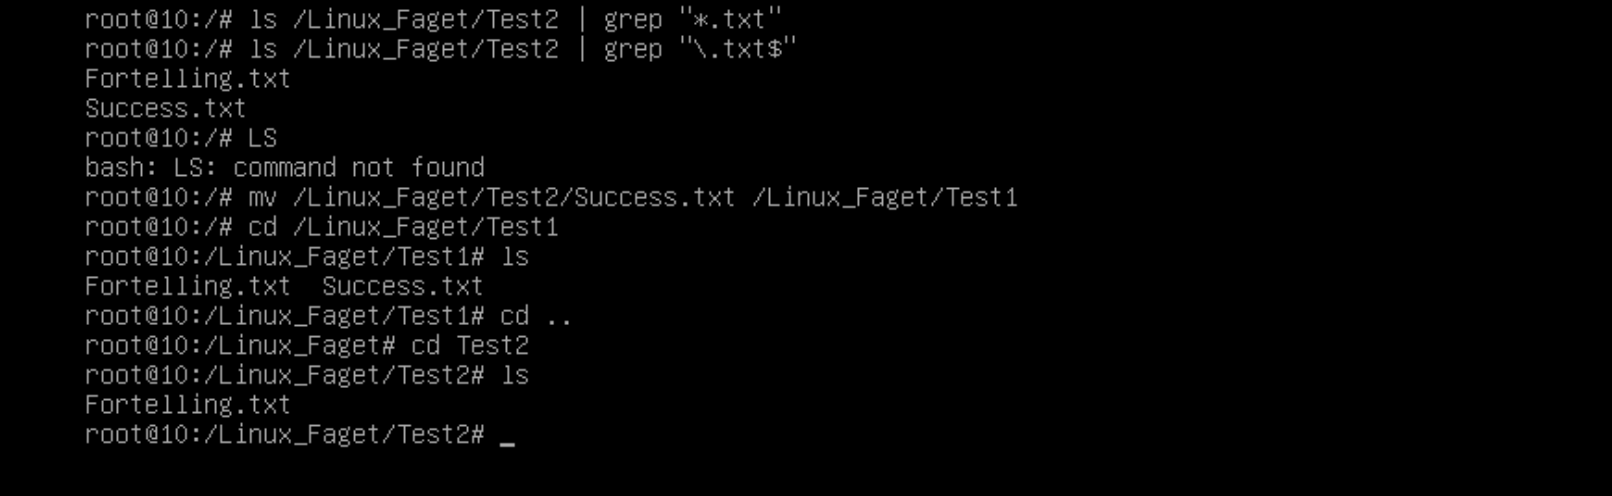 root@10:/# ls /Linux_Faget/Test2 | grep "*.txt"
root@10:/# ls /Linux_Faget/Test2 | grep "\.txt$"
Fortelling.txt
Success.txt
root@10:/# LS
bash: LS: command not found
root@10:/# mv /Linux_Faget/Test2/Success.txt /Linux_Faget/Test1
root@10:/# cd /Linux_Faget/Test1
root@10:/Linux_Faget/Test1# ls
Fortelling.txt  Success.txt
root@10:/Linux_Faget/Test1# cd ..
root@10:/Linux_Faget# cd Test2
root@10:/Linux_Faget/Test2# ls
Fortelling.txt
root@10:/Linux_Faget/Test2# _